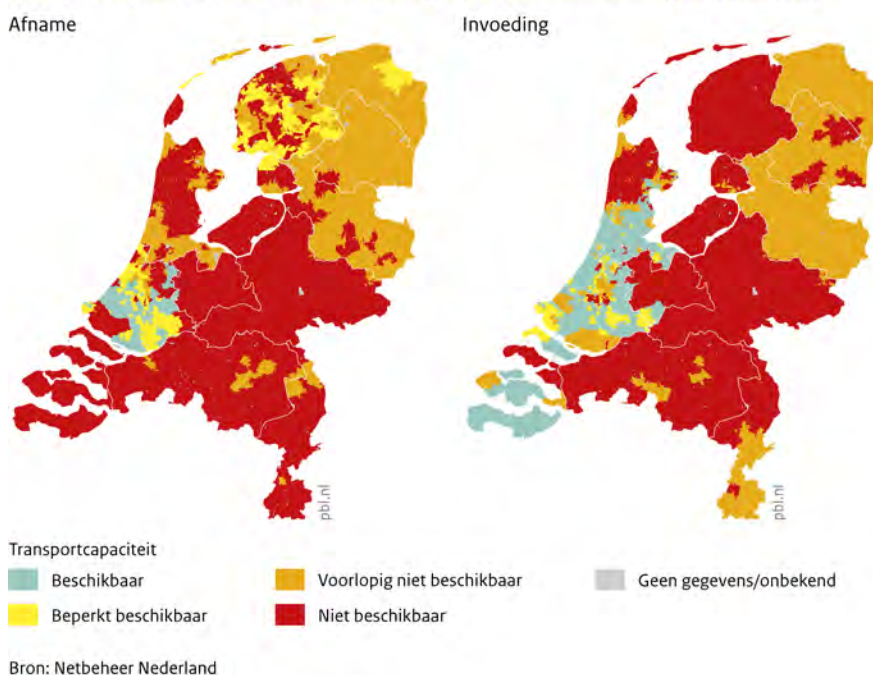 Afname
Invoeding
pbl.nl
pbl.nl
Transportcapaciteit
Beschikbaar
Voorlopig niet beschikbaar
Geen gegevens/onbekend
Beperkt beschikbaar
Niet beschikbaar
Bron: Netbeheer Nederland